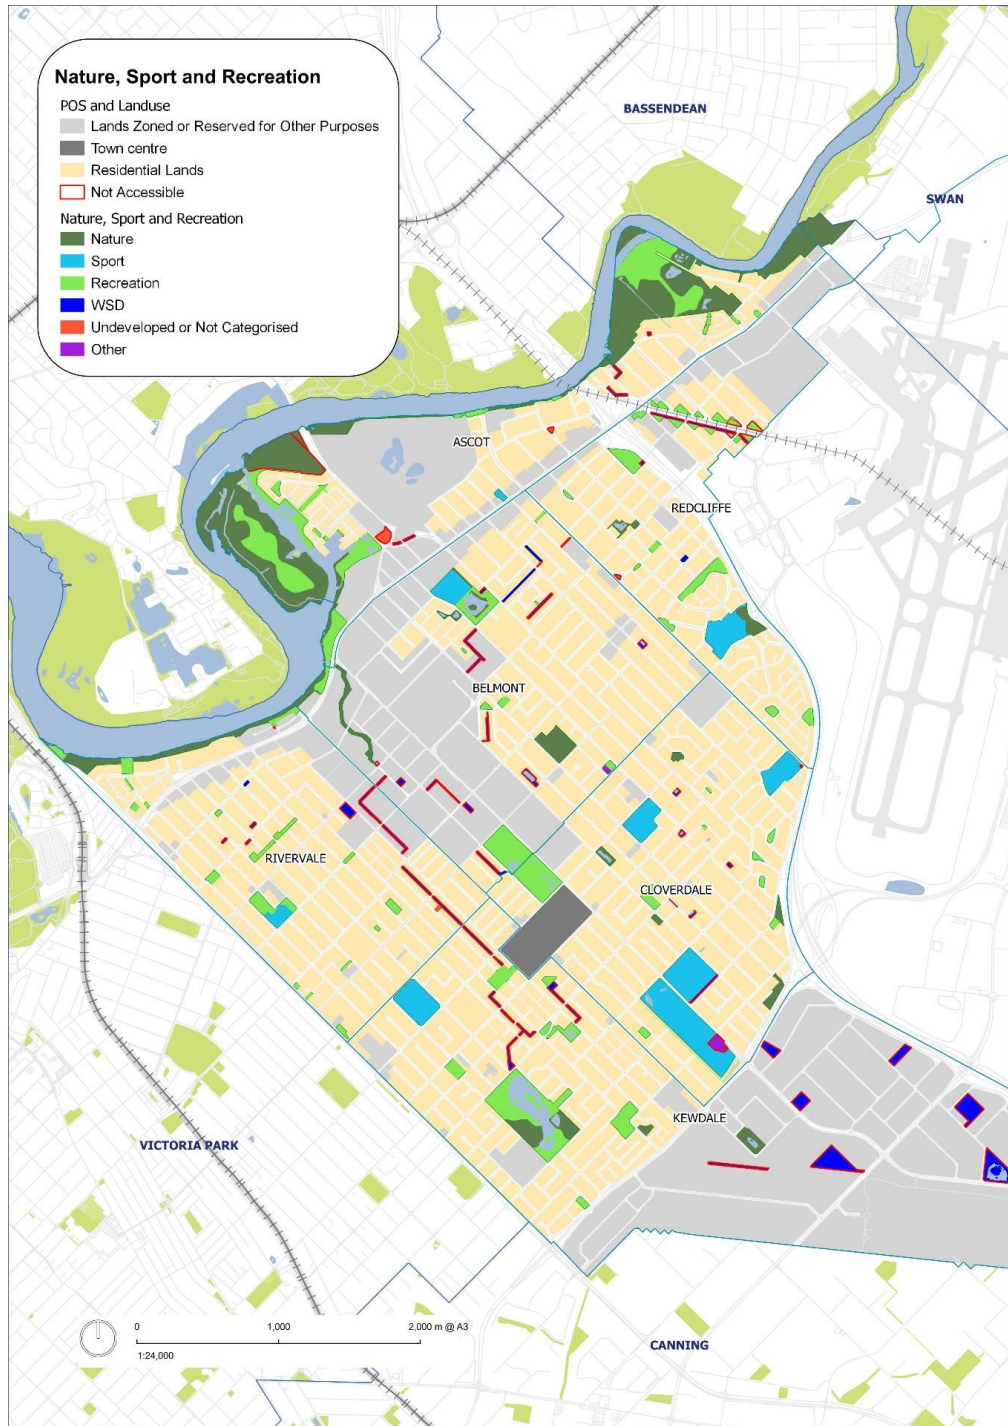 Nature, Sport and Recreation
POS and Landuse
Lands Zoned or Reserved for Other Purposes
Town centre
Residential Lands
Not Accessible
Nature, Sport and Recreation
Nature
Sport
Recreation
WSD
Undeveloped or Not Categorised
Other
BASSENDEAN
SWAN
ASCOT
REDCLIFFE
BELMONT
RIVERVALE
CLOVERDALE
KEWDALE
VICTORIA PARK
0 1,000 2,000 m @ A3
1:24,000
CANNING